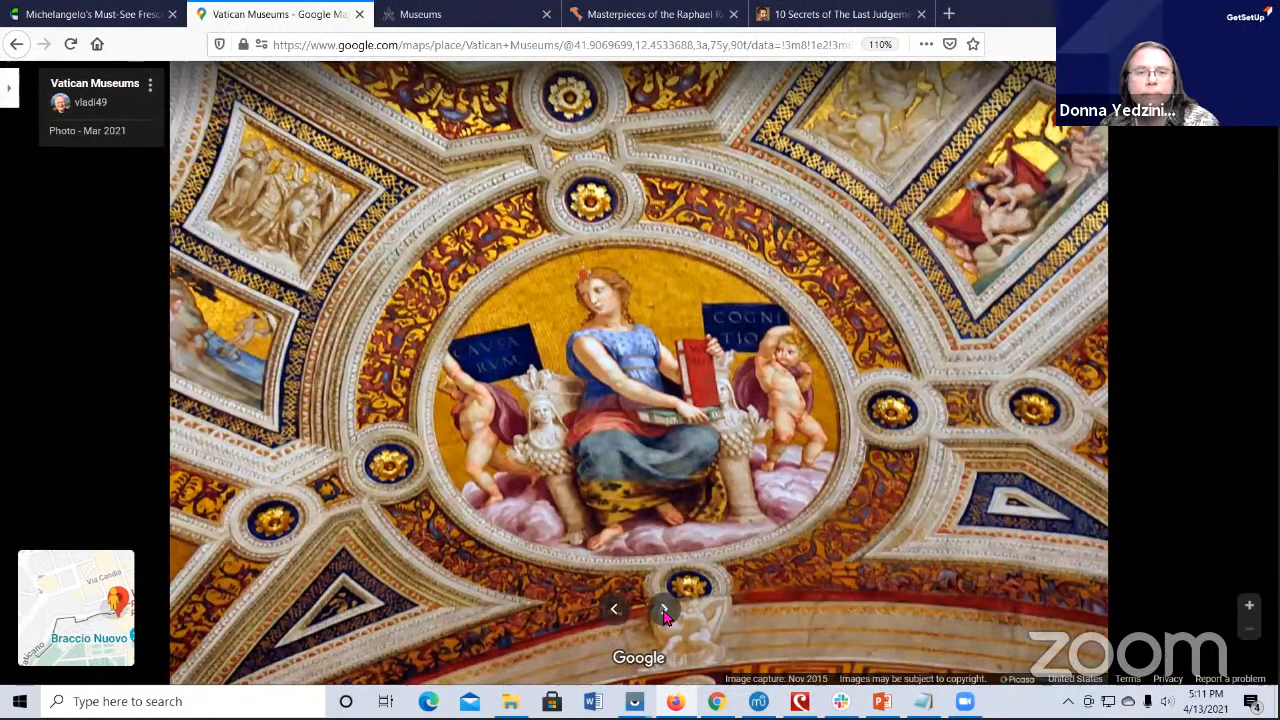 Michelangelo's Must-See Fresc
Vatican Museums - Google Ma
Museums
Masterpieces of the Raphael R
10 Secrets of The Last Judgeme
GetSetUp
https://www.google.com/maps/place/Vatican+Museums/@41.9069699,12.4533688,3a,75y,90t/data=!3m8!1e2!3m6
110%
Donna Yedzini...
Vatican Museums
vladi49
Photo - Mar 2021
CAVSA
RVM
COGNI
TIO
Via Candia
Braccio Nuovo
Google
zoom
Image capture: Nov 2015
Images may be subject to copyright.
Picasa
United States
Terms
Privacy
Report a problem
Type here to search
5:11 PM
4/13/2021
4